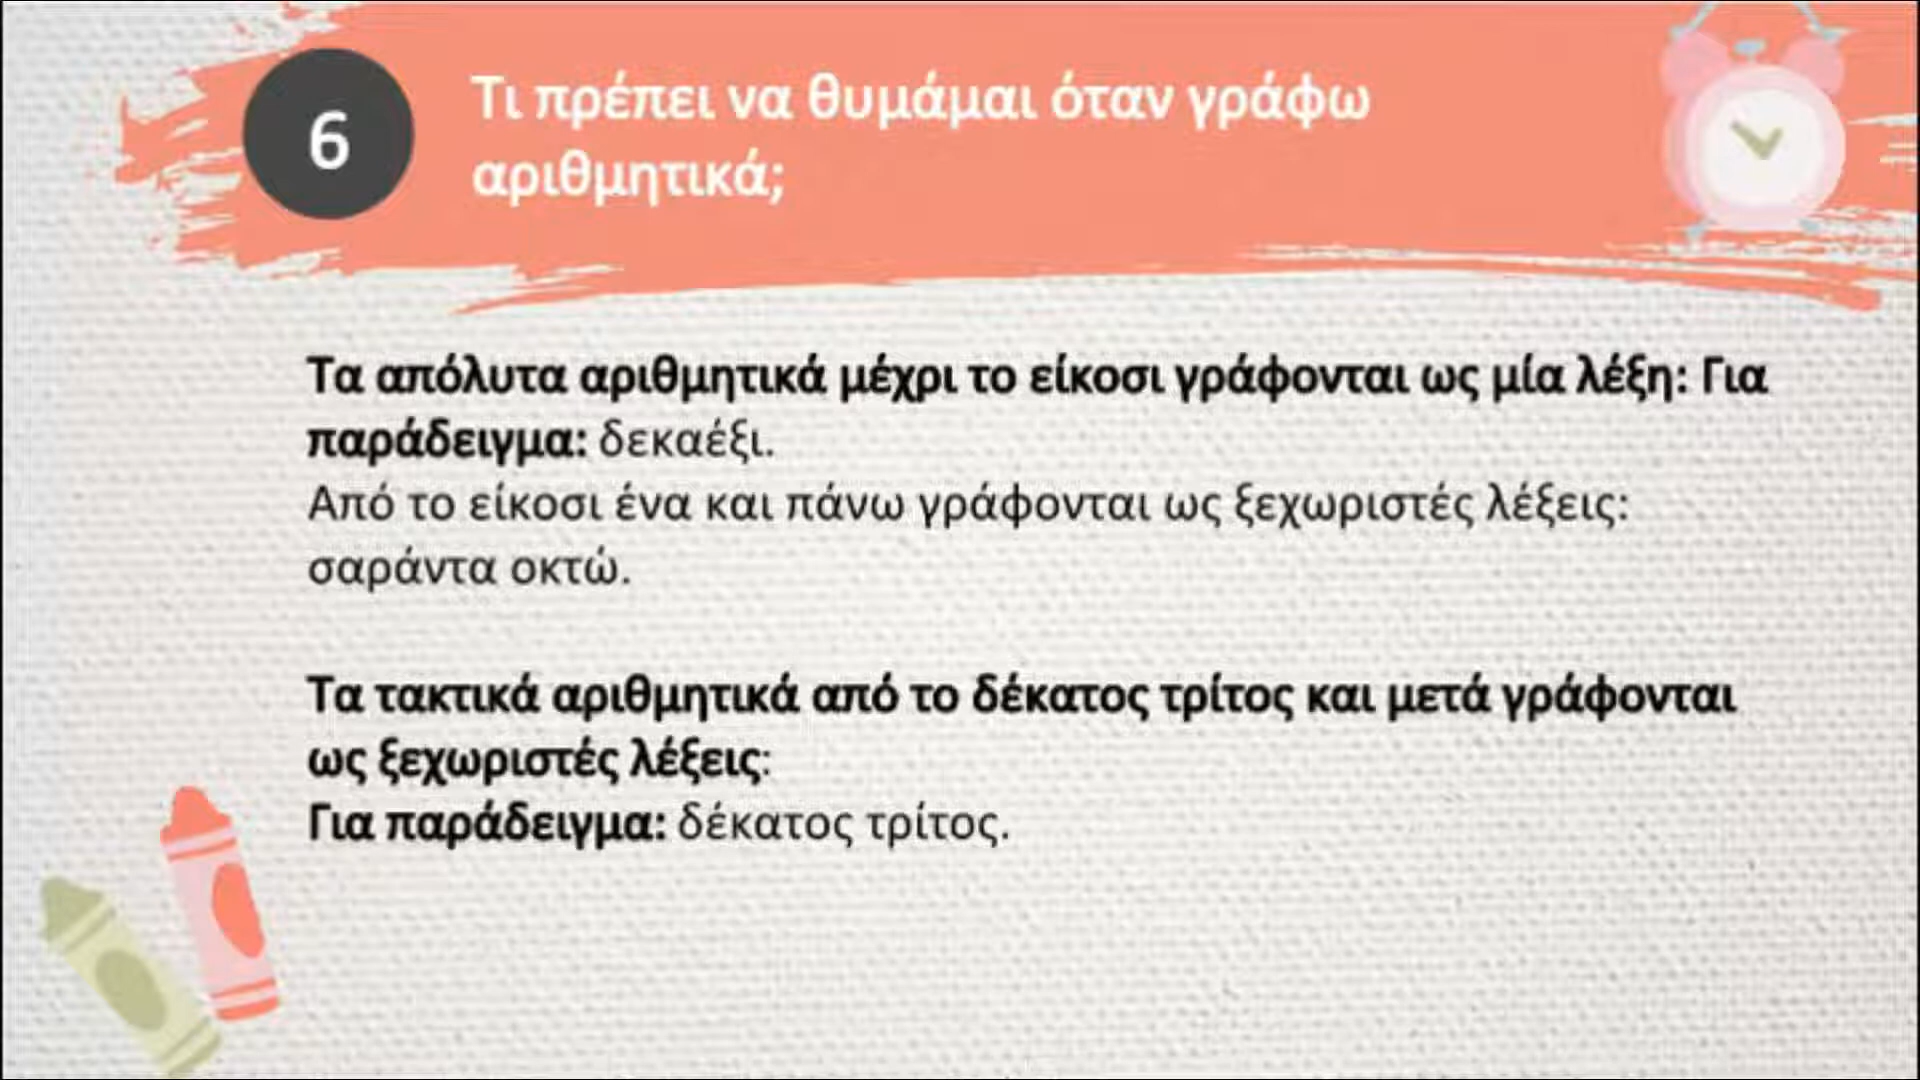 6
Τι πρέπει να θυμάμαι όταν γράφω
αριθμητικά;
Τα απόλυτα αριθμητικά μέχρι το είκοσι γράφονται ως μία λέξη: Για
παράδειγμα: δεκαέξι.
Από το είκοσι ένα και πάνω γράφονται ως ξεχωριστές λέξεις:
σαράντα οκτώ.
Τα τακτικά αριθμητικά από το δέκατος τρίτος και μετά γράφονται
ως ξεχωριστές λέξεις:
Για παράδειγμα: δέκατος τρίτος.